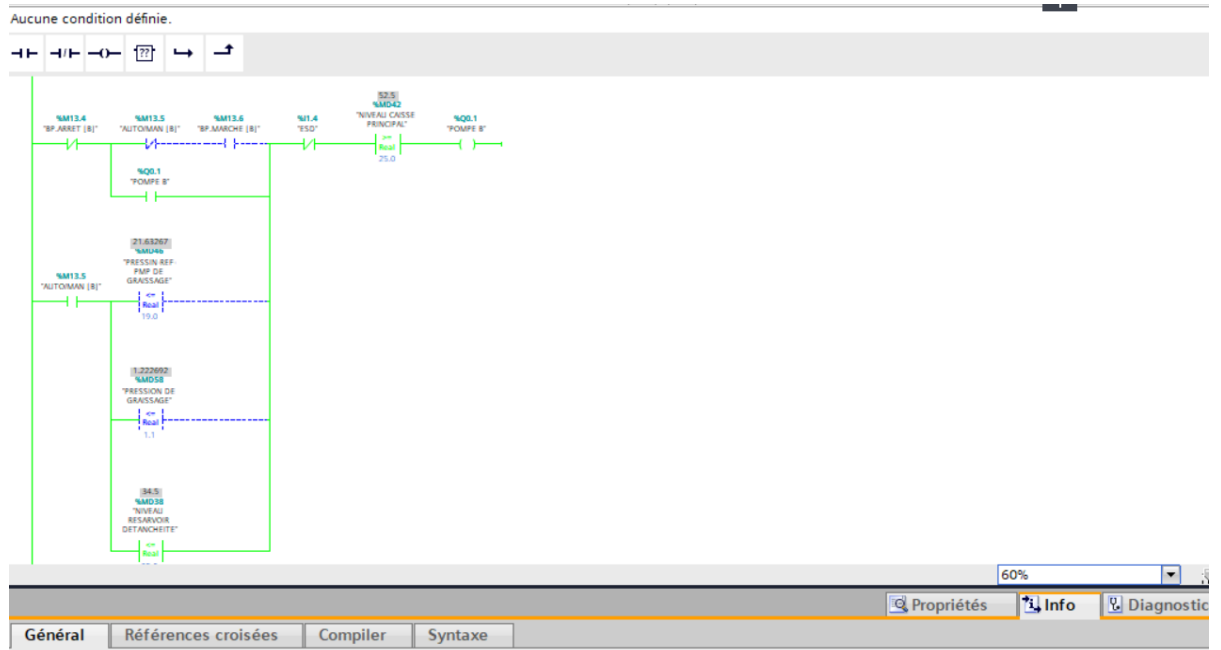 Aucune condition définie.
??
%M13.4
"BP.ARRET [B]"
%M13.5
"AUTO/MAN [B]"
%M13.6
"BP.MARCHE [B]"
%I1.4
"ESD"
52.5
%MD42
"NIVEAU CAISSE
PRINCIPAL"
>=
Real
25.0
%Q0.1
"POMPE B"
%Q0.1
"POMPE B"
%M13.5
"AUTO/MAN [B]"
21.63267
%MD46
"PRESSIN-REF-
PMP DE
GRAISSAGE"
<=
Real
19.0
1.222692
%MD58
"PRESSION DE
GRAISSAGE"
<=
Real
1.1
34.5
%MD38
"NIVEAU
RESARVOIR
DETANCHEITE"
<=
Real
60%
Propriétés
Info
Diagnostic
Général
Références croisées
Compiler
Syntaxe